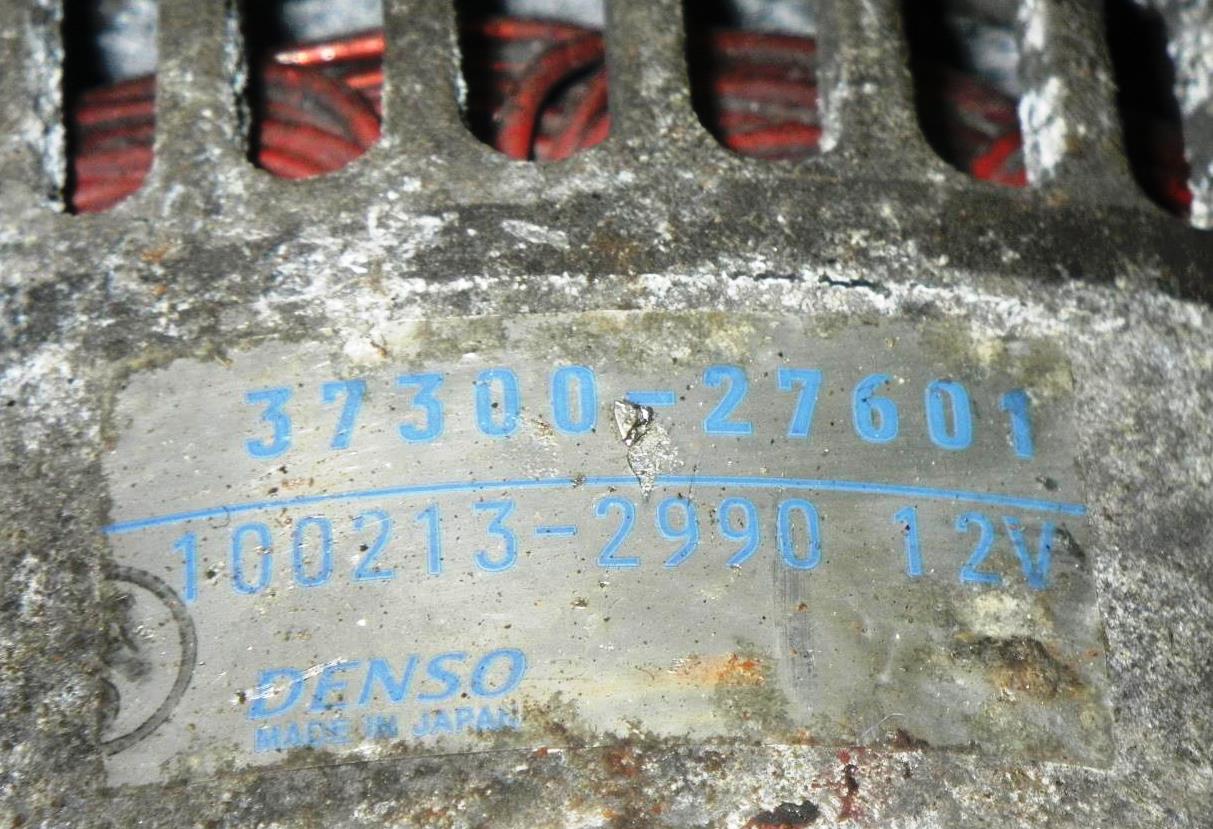 37300-27601
100213-2990 12V
DENSO
MADE IN JAPAN